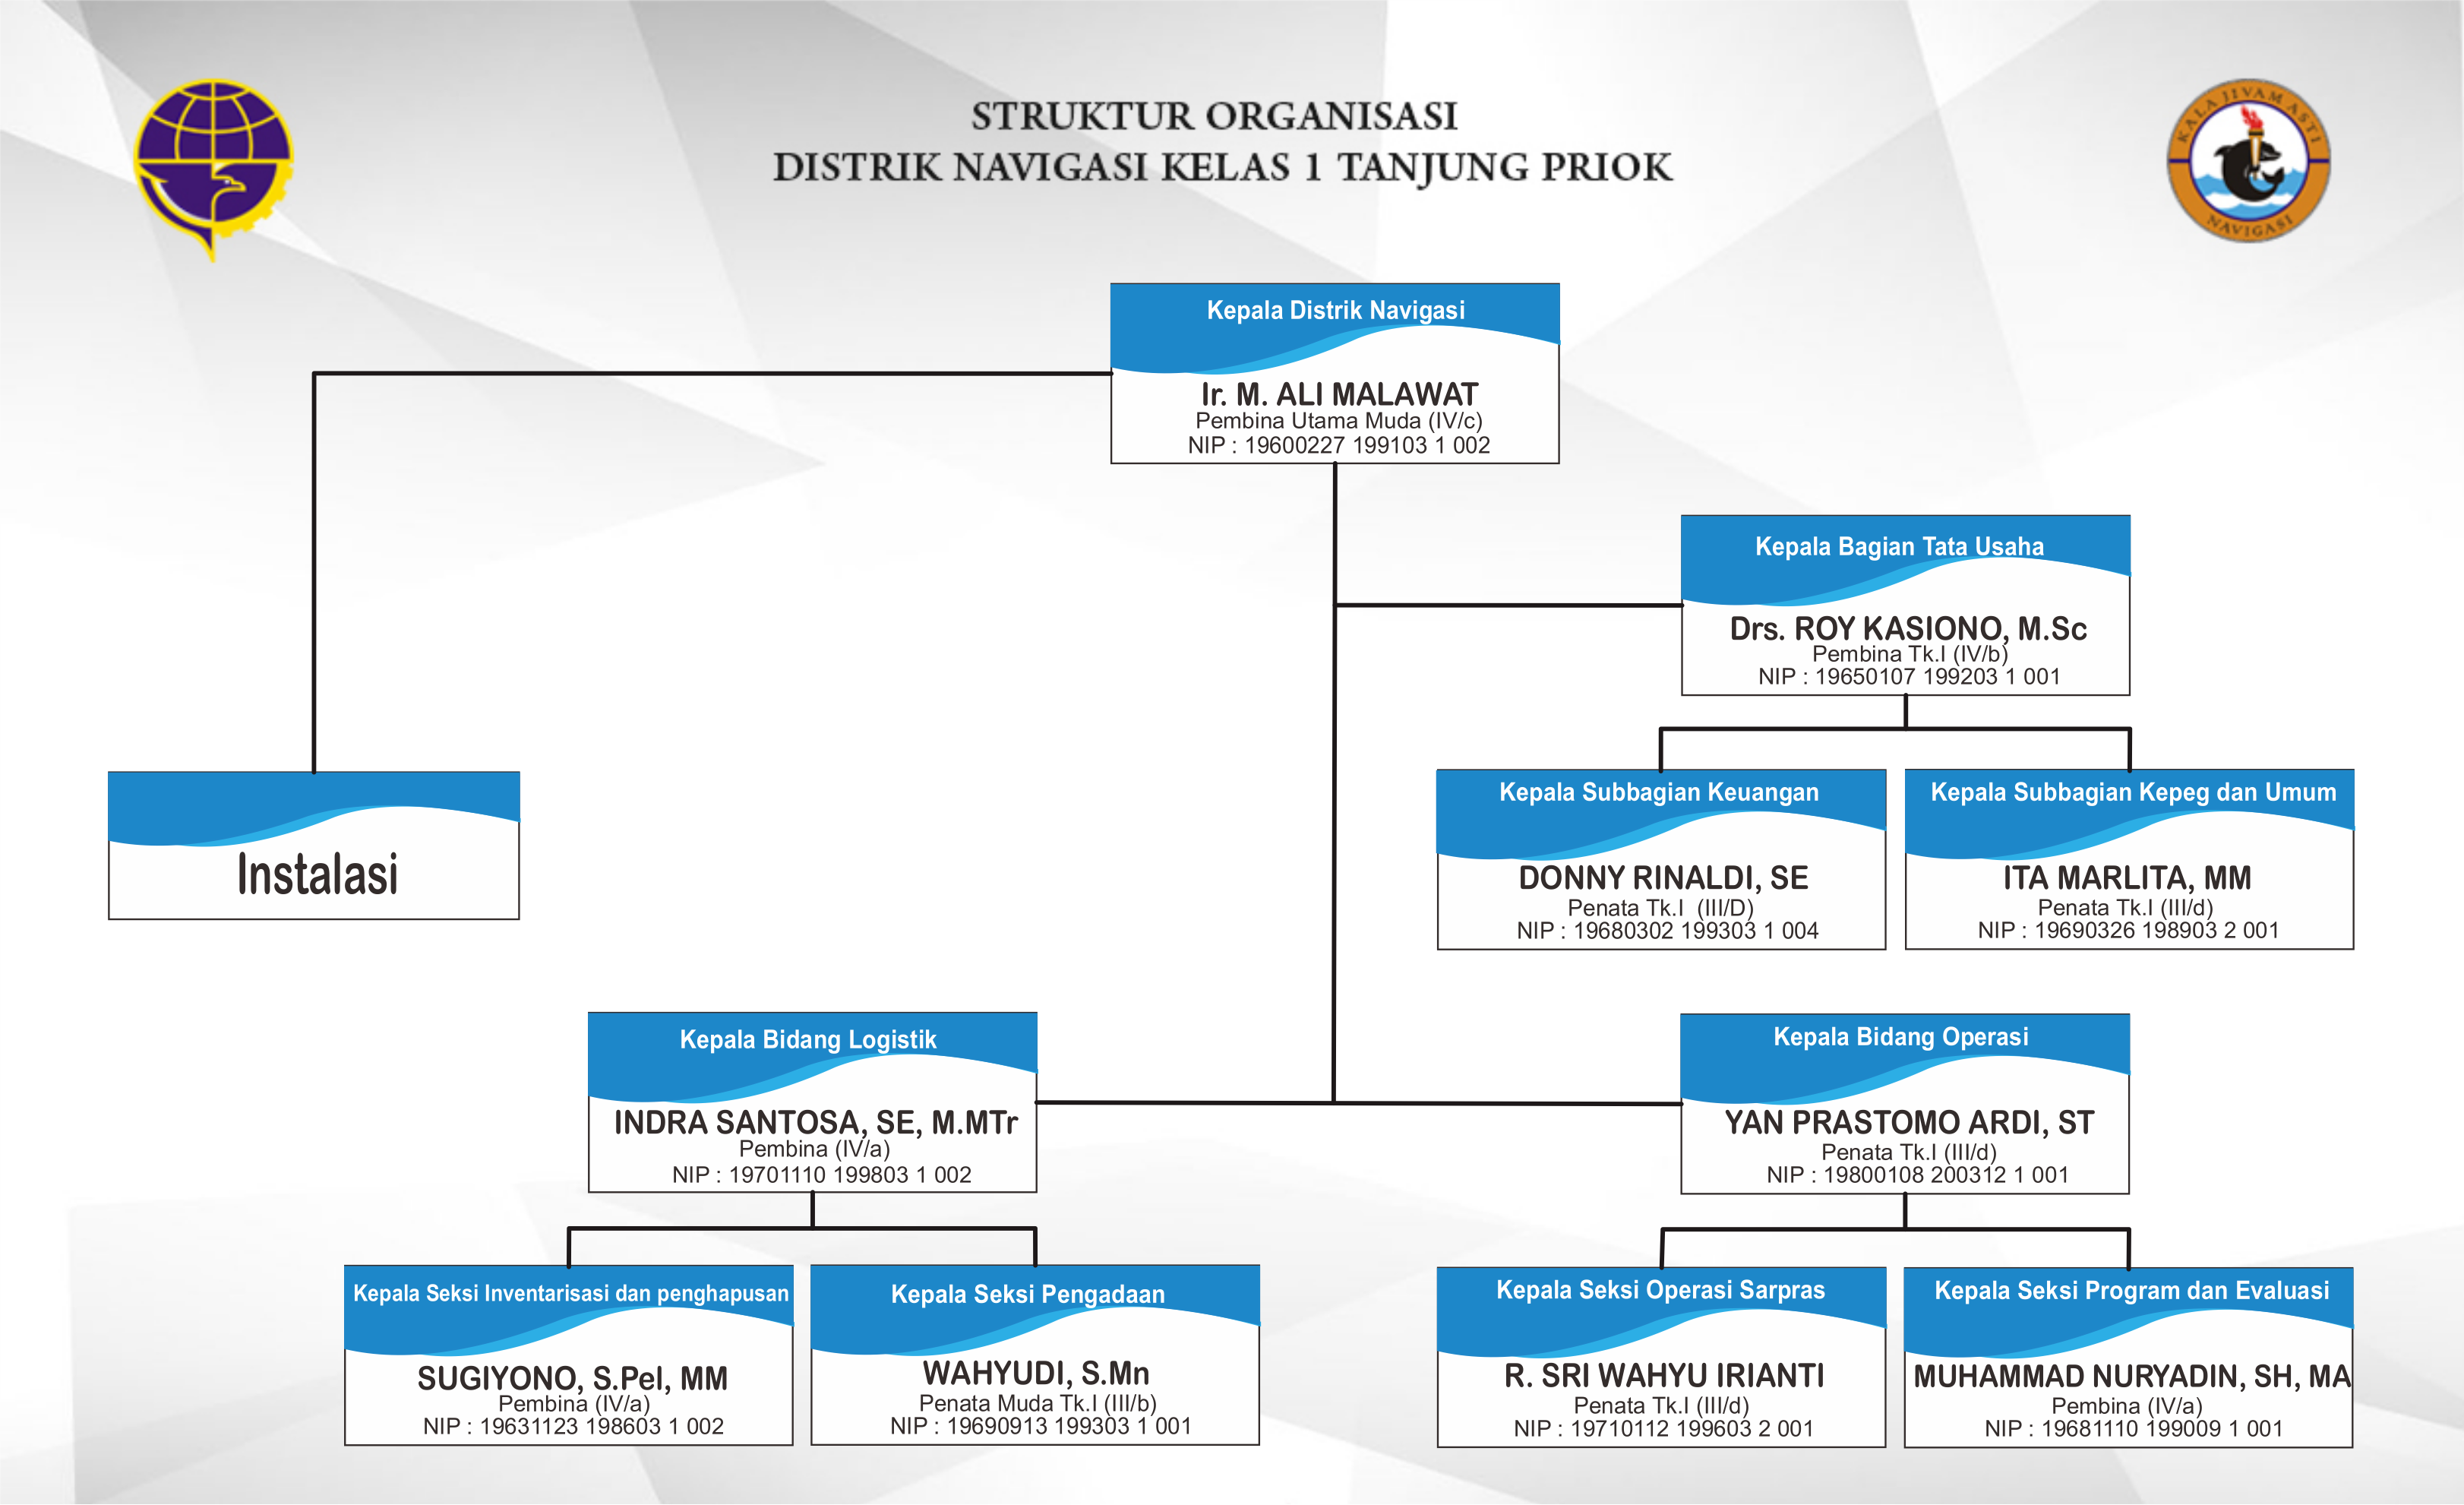 STRUKTUR ORGANISASI
DISTRIK NAVIGASI KELAS 1 TANJUNG PRIOK
KALA JIVAM ASTI
NAVIGASI
Kepala Distrik Navigasi
Ir. M. ALI MALAWAT
Pembina Utama Muda (IV/c)
NIP : 19600227 199103 1 002
Kepala Bagian Tata Usaha
Drs. ROY KASIONO, M.Sc
Pembina Tk.I (IV/b)
NIP : 19650107 199203 1 001
Instalasi
Kepala Subbagian Keuangan
DONNY RINALDI, SE
Penata Tk.I (III/D)
NIP : 19680302 199303 1 004
Kepala Subbagian Kepeg dan Umum
ITA MARLITA, MM
Penata Tk.I (III/d)
NIP : 19690326 198903 2 001
Kepala Bidang Logistik
INDRA SANTOSA, SE, M.MTr
Pembina (IV/a)
NIP : 19701110 199803 1 002
Kepala Bidang Operasi
YAN PRASTOMO ARDI, ST
Penata Tk.I (III/d)
NIP : 19800108 200312 1 001
Kepala Seksi Inventarisasi dan penghapusan
SUGIYONO, S.Pel, MM
Pembina (IV/a)
NIP : 19631123 198603 1 002
Kepala Seksi Pengadaan
WAHYUDI, S.Mn
Penata Muda Tk.I (III/b)
NIP : 19690913 199303 1 001
Kepala Seksi Operasi Sarpras
R. SRI WAHYU IRIANTI
Penata Tk.I (III/d)
NIP : 19710112 199603 2 001
Kepala Seksi Program dan Evaluasi
MUHAMMAD NURYADIN, SH, MA
Pembina (IV/a)
NIP : 19681110 199009 1 001